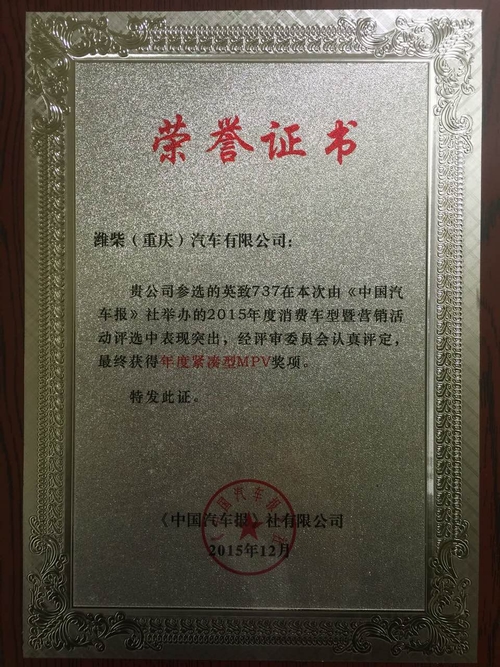 荣誉证书
潍柴（重庆）汽车有限公司：
贵公司参选的英致737在本次由《中国汽
车报》社举办的2015年度消费车型暨营销活
动评选中表现突出，经评审委员会认真评定，
最终获得年度紧凑型MPV奖项。
特发此证。
《中国汽车报》社有限公司
2015年12月